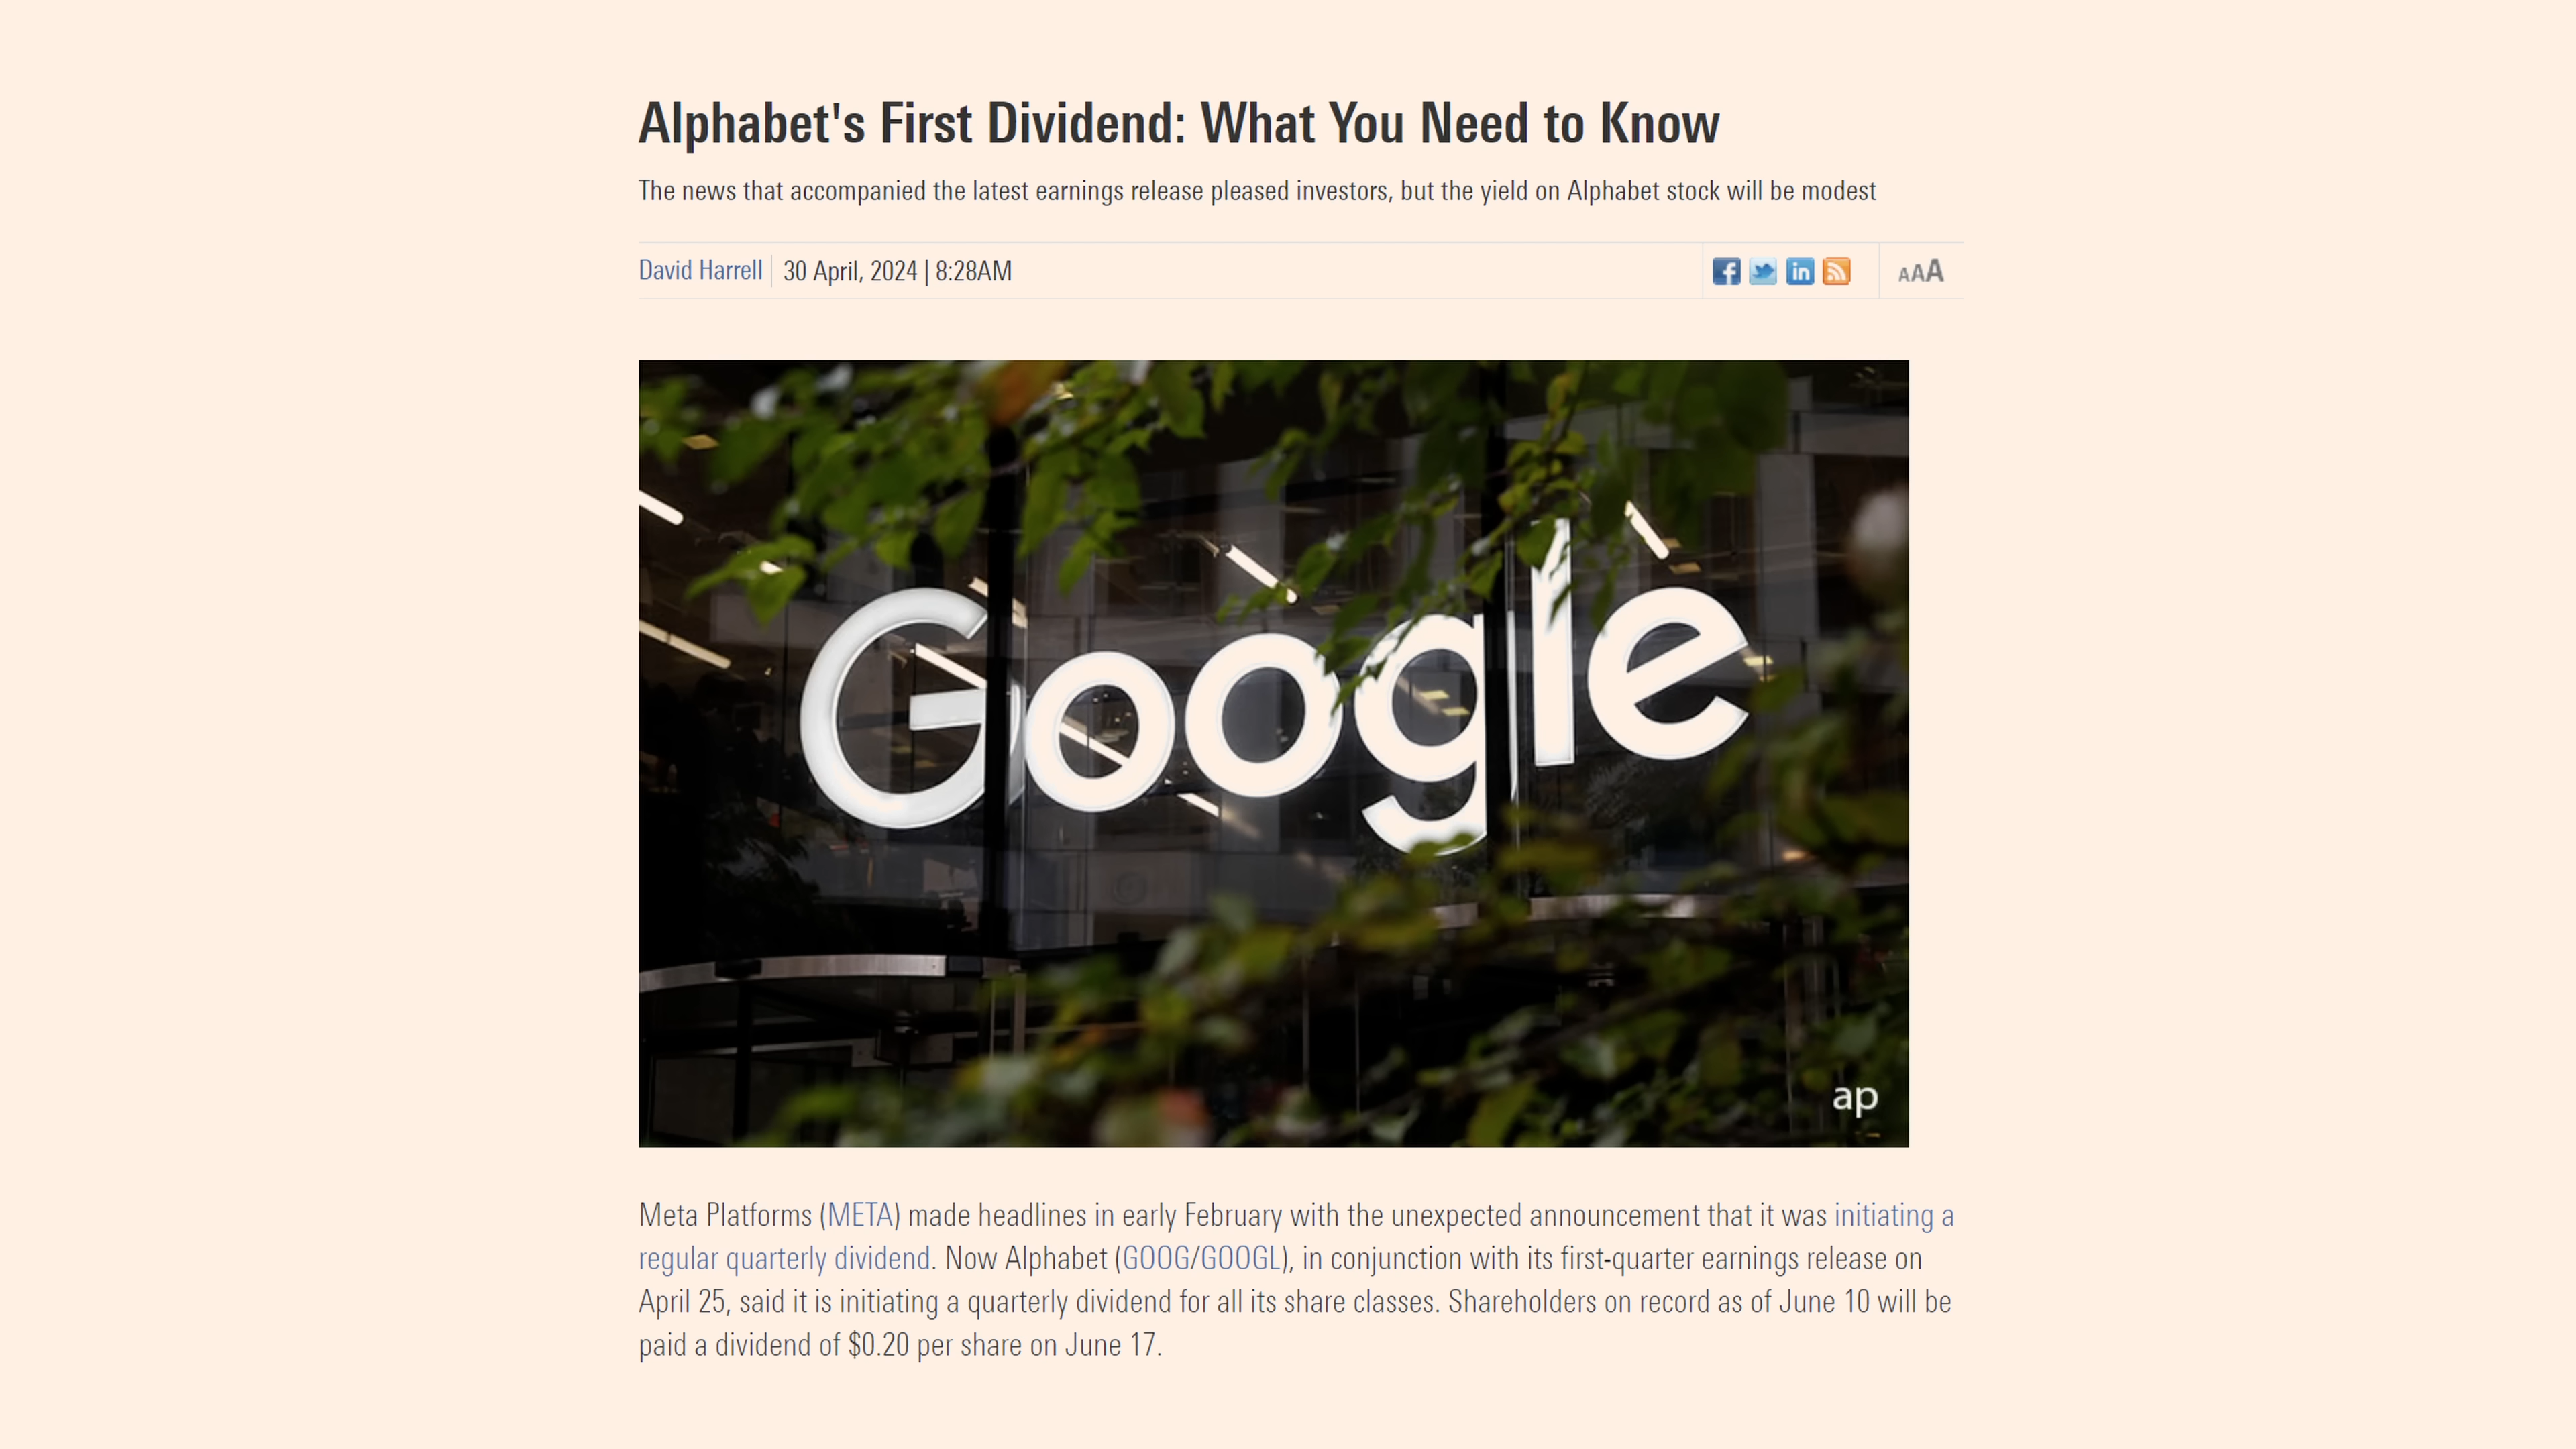 Alphabet's First Dividend: What You Need to Know
The news that accompanied the latest earnings release pleased investors, but the yield on Alphabet stock will be modest
David Harrell | 30 April, 2024 | 8:28AM
f in AAA
Google
ap
Meta Platforms (META) made headlines in early February with the unexpected announcement that it was initiating a
regular quarterly dividend. Now Alphabet (GOOG/GOOGL), in conjunction with its first-quarter earnings release on
April 25, said it is initiating a quarterly dividend for all its share classes. Shareholders on record as of June 10 will be
paid a dividend of $0.20 per share on June 17.